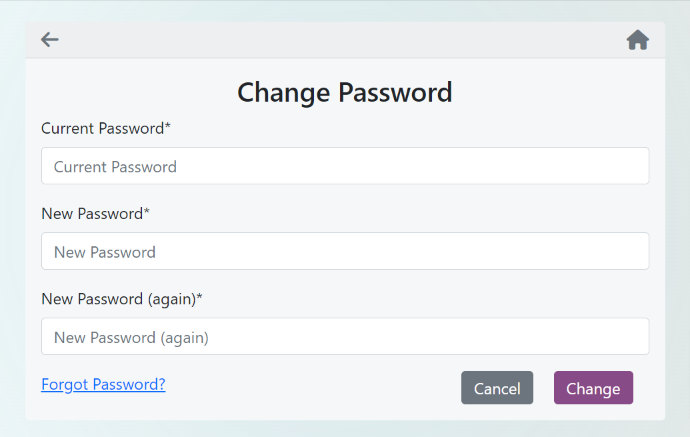 Change Password
Current Password*
Current Password
New Password*
New Password
New Password (again)*
New Password (again)
Forgot Password?
Cancel
Change